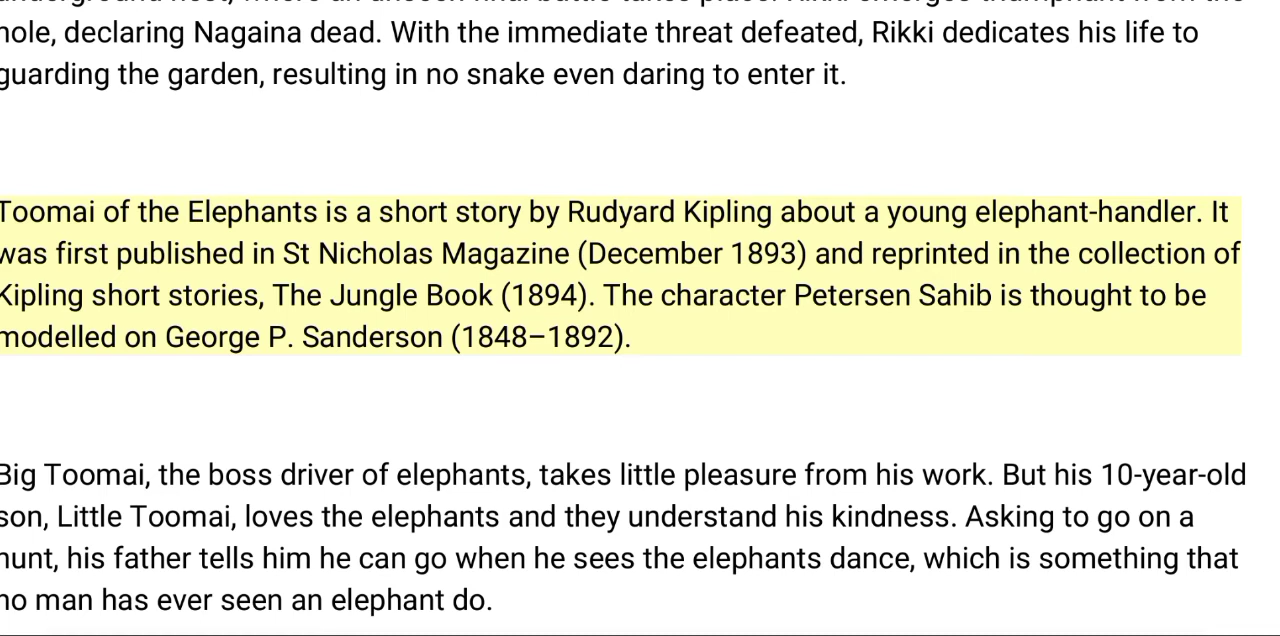 hole, declaring Nagaina dead. With the immediate threat defeated, Rikki dedicates his life to
guarding the garden, resulting in no snake even daring to enter it.
Toomai of the Elephants is a short story by Rudyard Kipling about a young elephant-handler. It
was first published in St Nicholas Magazine (December 1893) and reprinted in the collection of
Kipling short stories, The Jungle Book (1894). The character Petersen Sahib is thought to be
modelled on George P. Sanderson (1848–1892).
Big Toomai, the boss driver of elephants, takes little pleasure from his work. But his 10-year-old
son, Little Toomai, loves the elephants and they understand his kindness. Asking to go on a
hunt, his father tells him he can go when he sees the elephants dance, which is something that
no man has ever seen an elephant do.